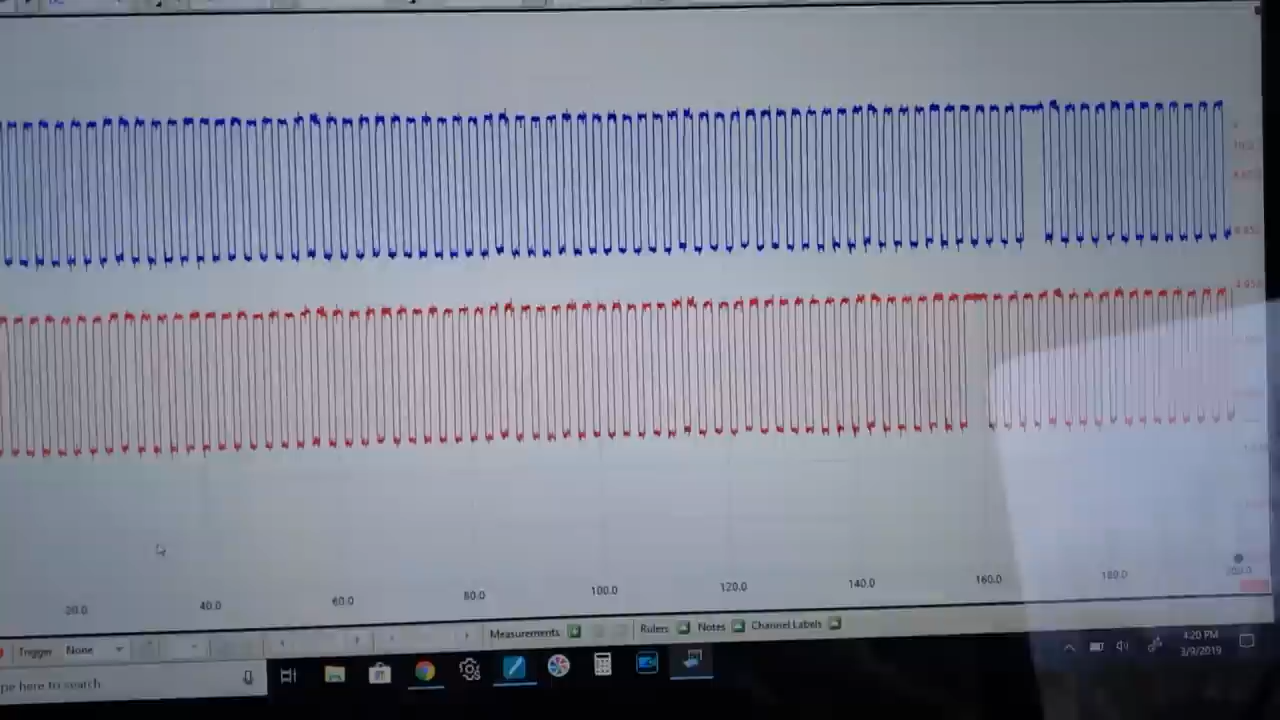 20.0 40.0 60.0 80.0 100.0 120.0 140.0 160.0 180.0
Measurements Rulers Notes Channel Labels
Trigger None
pe here to search
4:20 PM
3/9/2019